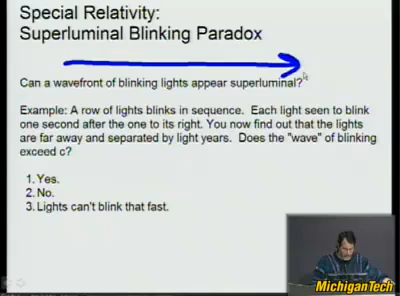 Special Relativity:
Superluminal Blinking Paradox
Can a wavefront of blinking lights appear superluminal?
Example: A row of lights blinks in sequence. Each light seen to blink
one second after the one to its right. You now find out that the lights
are far away and separated by light years. Does the "wave" of blinking
exceed c?
1. Yes.
2. No.
3. Lights can't blink that fast.
MichiganTech